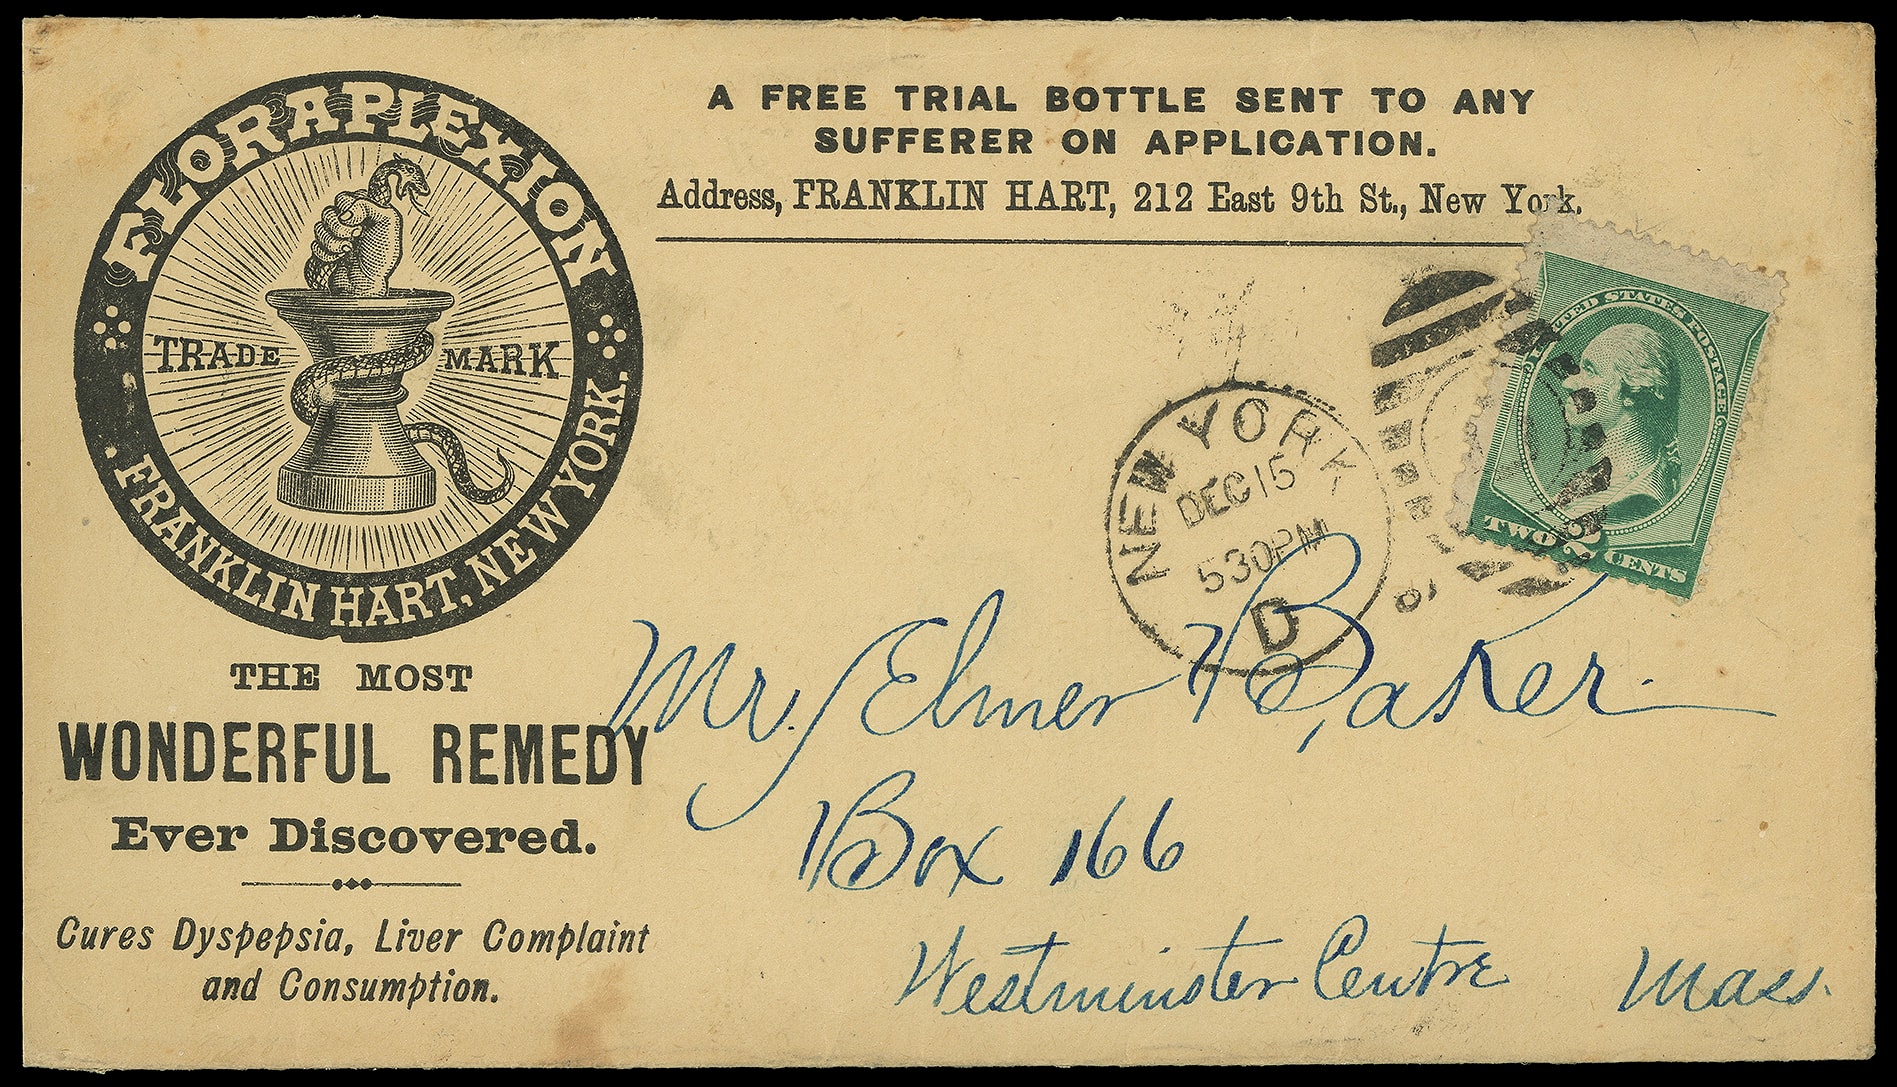 FLORAPLEXION
TRADE MARK
FRANKLIN HART, NEW YORK.
THE MOST
WONDERFUL REMEDY
Ever Discovered.
Cures Dyspepsia, Liver Complaint
and Consumption.
A FREE TRIAL BOTTLE SENT TO ANY
SUFFERER ON APPLICATION.
Address, FRANKLIN HART, 212 East 9th St., New York.
UNITED STATES POSTAGE
TWO 2 CENTS
NEW YORK
DEC 15
530PM
D
Mr. Elmer Baker.
Box 166
Westminster Centre Mass.